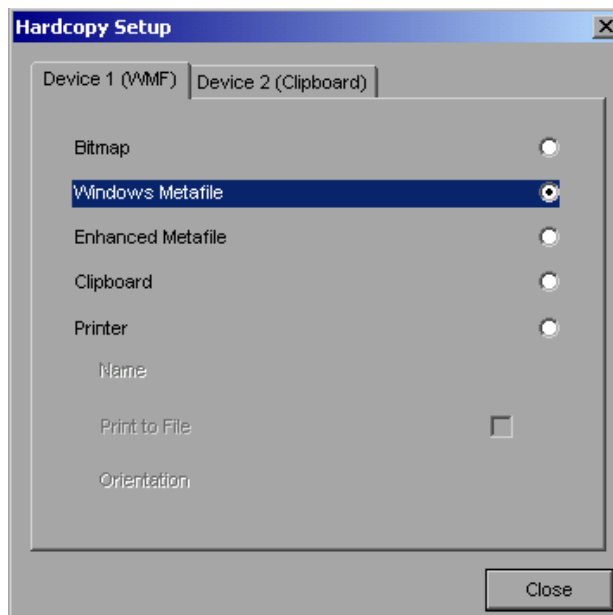 Hardcopy Setup
Device 1 (WMF) Device 2 (Clipboard)
Bitmap
Windows Metafile
Enhanced Metafile
Clipboard
Printer
Name
Print to File
Orientation
Close